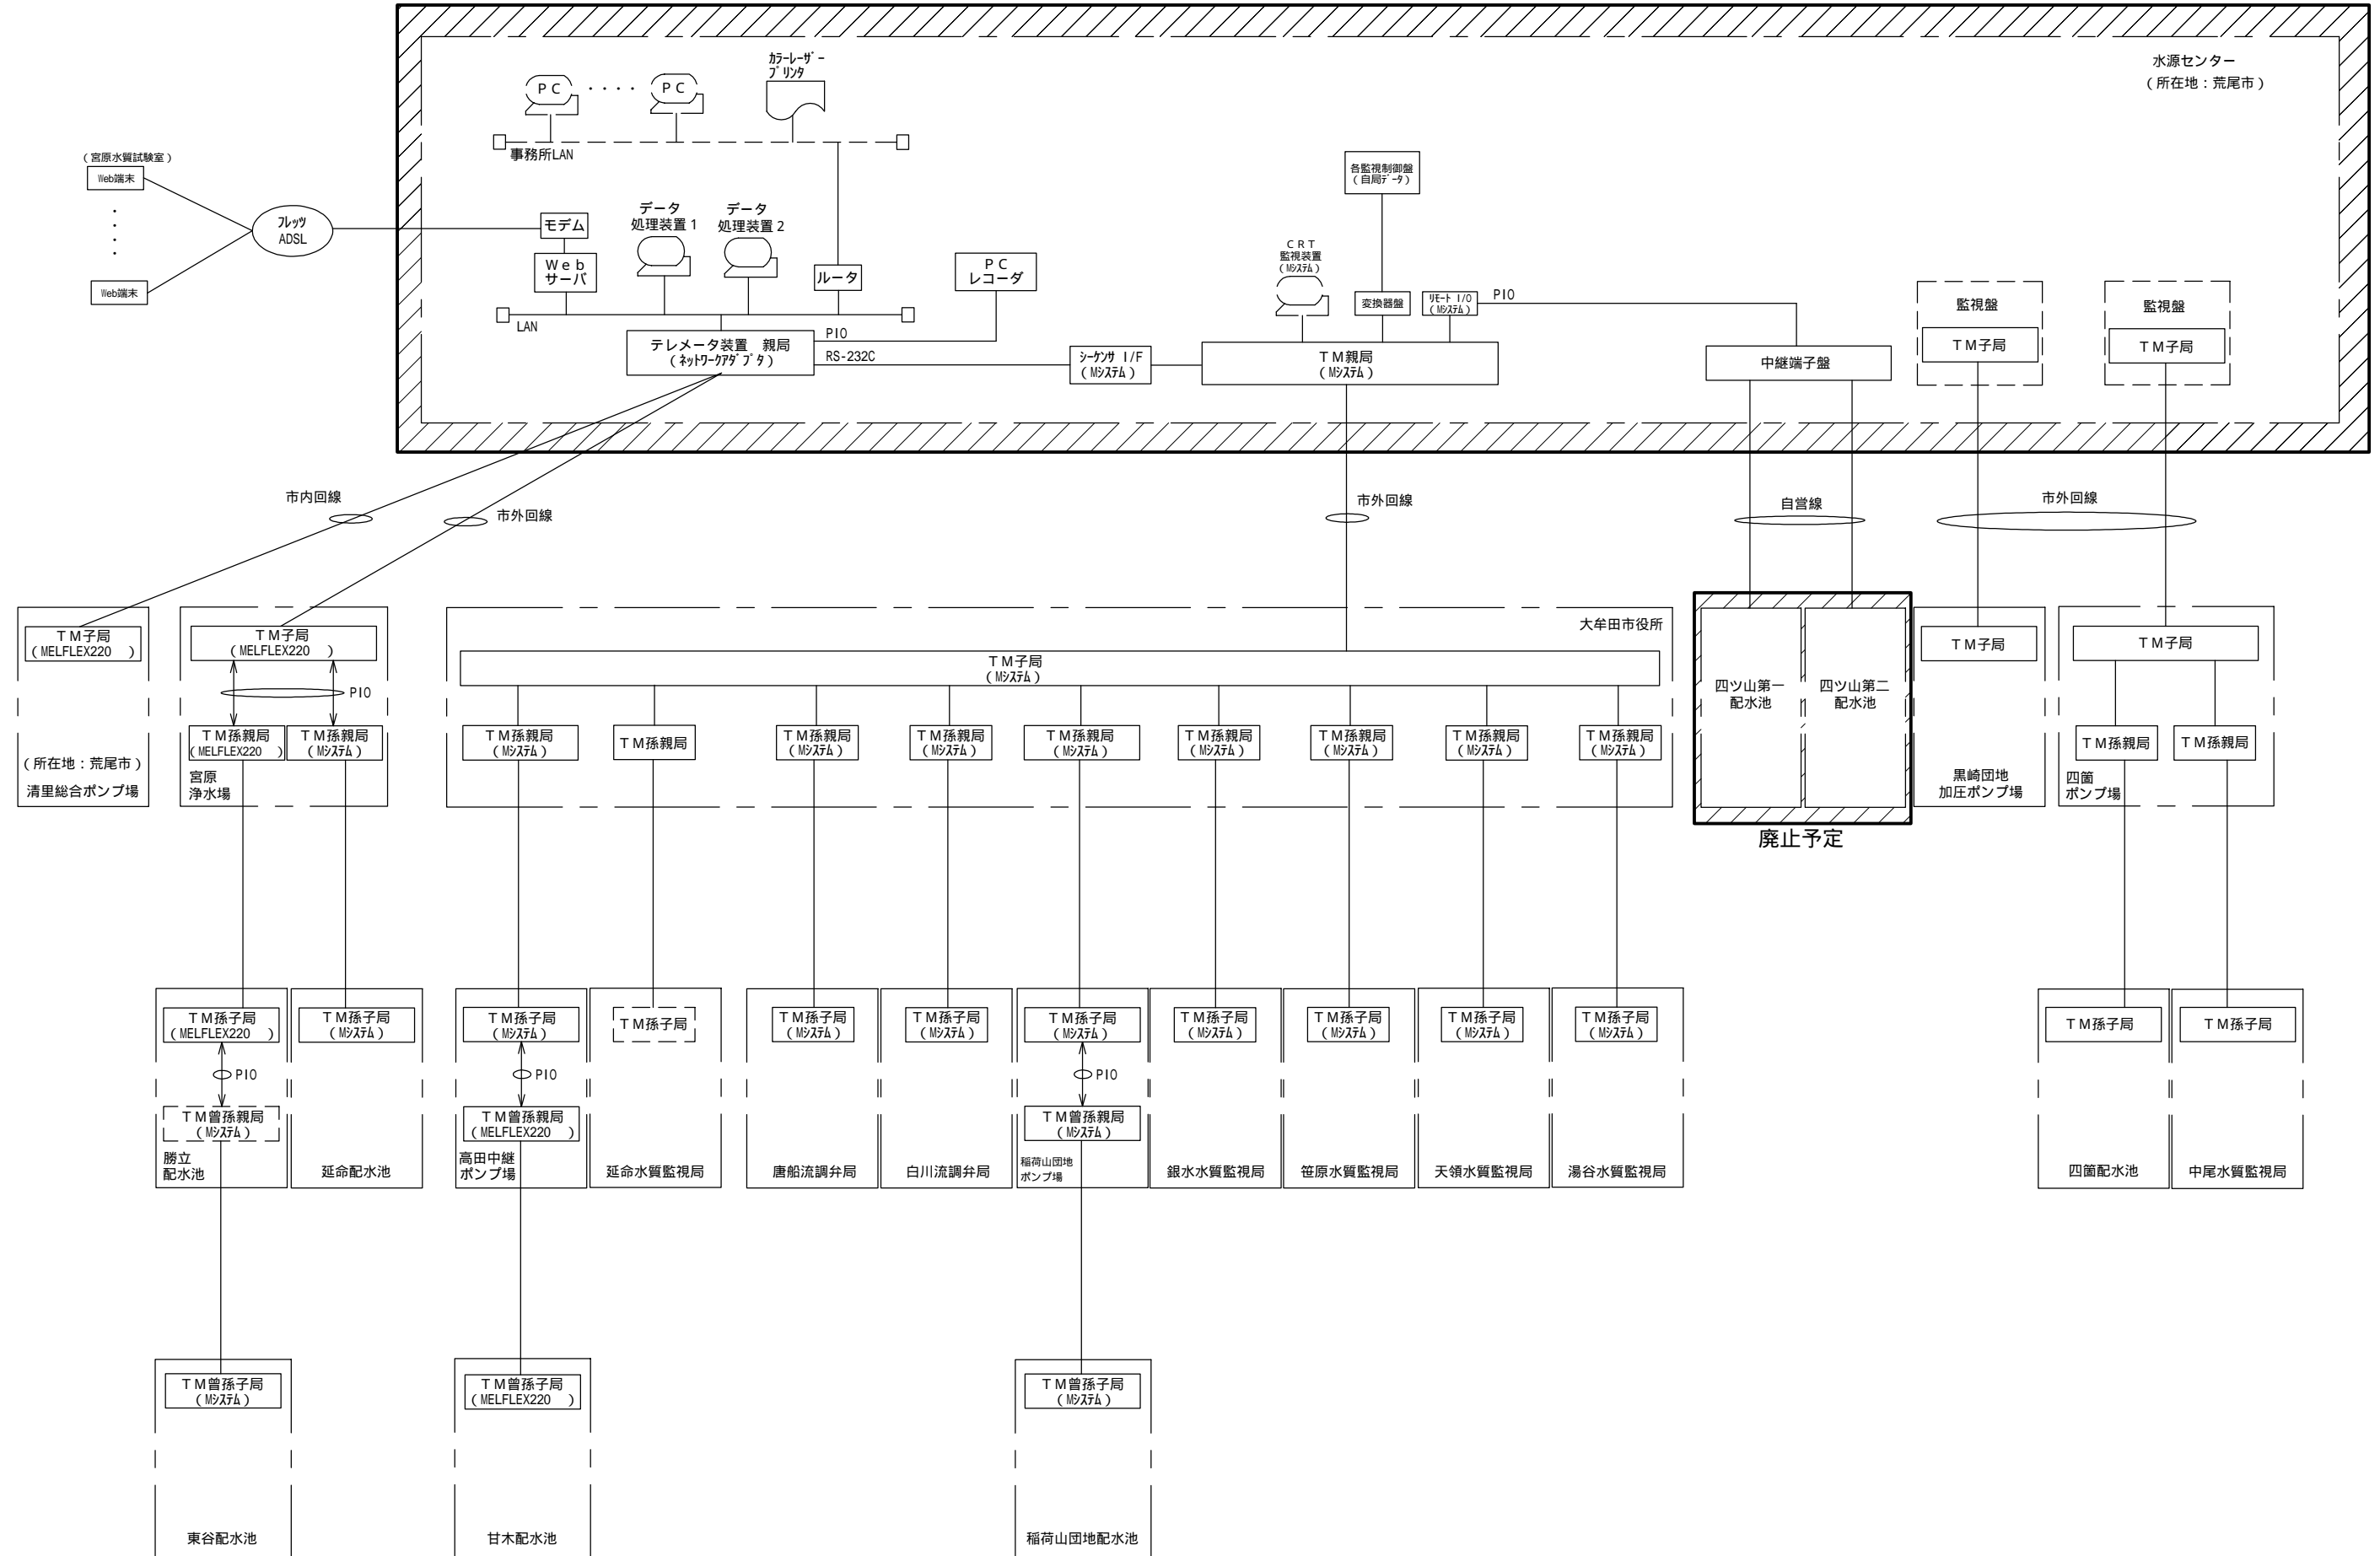 水源センター
（所在地：荒尾市）
ｶﾗｰﾚｰｻﾞｰ
ﾌﾟﾘﾝﾀ
ＰＣ
・・・・
ＰＣ
事務所LAN
（宮原水質試験室）
Web端末
・
・
・
・
Web端末
ﾌﾚｯﾂ
ADSL
モデム
Ｗｅｂ
サーバ
データ
処理装置１
データ
処理装置２
ルータ
ＰＣ
レコーダ
LAN
テレメータ装置　親局
（ﾈｯﾄﾜｰｸｱﾀﾞﾌﾟﾀ）
PIO
RS-232C
ｼｰｹﾝｻ I/F
（Mｼｽﾃﾑ）
各監視制御盤
（自局ﾃﾞｰﾀ）
ＣＲＴ
監視装置
（Mｼｽﾃﾑ）
変換器盤
ﾘﾓｰﾄ I/O
（Mｼｽﾃﾑ）
PIO
ＴＭ親局
（Mｼｽﾃﾑ）
中継端子盤
監視盤
ＴＭ子局
監視盤
ＴＭ子局
市内回線
市外回線
市外回線
自営線
市外回線
ＴＭ子局
（MELFLEX220　）
（所在地：荒尾市）
清里総合ポンプ場
ＴＭ子局
（MELFLEX220　）
PIO
ＴＭ孫親局
（MELFLEX220　）
ＴＭ孫親局
（Mｼｽﾃﾑ）
宮原
浄水場
大牟田市役所
ＴＭ子局
（Mｼｽﾃﾑ）
ＴＭ孫親局
（Mｼｽﾃﾑ）
ＴＭ孫親局
ＴＭ孫親局
（Mｼｽﾃﾑ）
ＴＭ孫親局
（Mｼｽﾃﾑ）
ＴＭ孫親局
（Mｼｽﾃﾑ）
ＴＭ孫親局
（Mｼｽﾃﾑ）
ＴＭ孫親局
（Mｼｽﾃﾑ）
ＴＭ孫親局
（Mｼｽﾃﾑ）
ＴＭ孫親局
（Mｼｽﾃﾑ）
四ツ山第一
配水池
四ツ山第二
配水池
廃止予定
ＴＭ子局
黒崎団地
加圧ポンプ場
ＴＭ子局
ＴＭ孫親局
ＴＭ孫親局
四箇
ポンプ場
ＴＭ孫子局
（MELFLEX220　）
PIO
ＴＭ曽孫親局
（Mｼｽﾃﾑ）
勝立
配水池
ＴＭ孫子局
（Mｼｽﾃﾑ）
延命配水池
ＴＭ孫子局
（Mｼｽﾃﾑ）
PIO
ＴＭ曽孫親局
（MELFLEX220　）
高田中継
ポンプ場
ＴＭ孫子局
延命水質監視局
ＴＭ孫子局
（Mｼｽﾃﾑ）
唐船流調弁局
ＴＭ孫子局
（Mｼｽﾃﾑ）
白川流調弁局
ＴＭ孫子局
（Mｼｽﾃﾑ）
PIO
ＴＭ曽孫親局
（Mｼｽﾃﾑ）
稲荷山団地
ポンプ場
ＴＭ孫子局
（Mｼｽﾃﾑ）
銀水水質監視局
ＴＭ孫子局
（Mｼｽﾃﾑ）
笹原水質監視局
ＴＭ孫子局
（Mｼｽﾃﾑ）
天領水質監視局
ＴＭ孫子局
（Mｼｽﾃﾑ）
湯谷水質監視局
ＴＭ孫子局
四箇配水池
ＴＭ孫子局
中尾水質監視局
ＴＭ曽孫子局
（Mｼｽﾃﾑ）
東谷配水池
ＴＭ曽孫子局
（MELFLEX220　）
甘木配水池
ＴＭ曽孫子局
（Mｼｽﾃﾑ）
稲荷山団地配水池